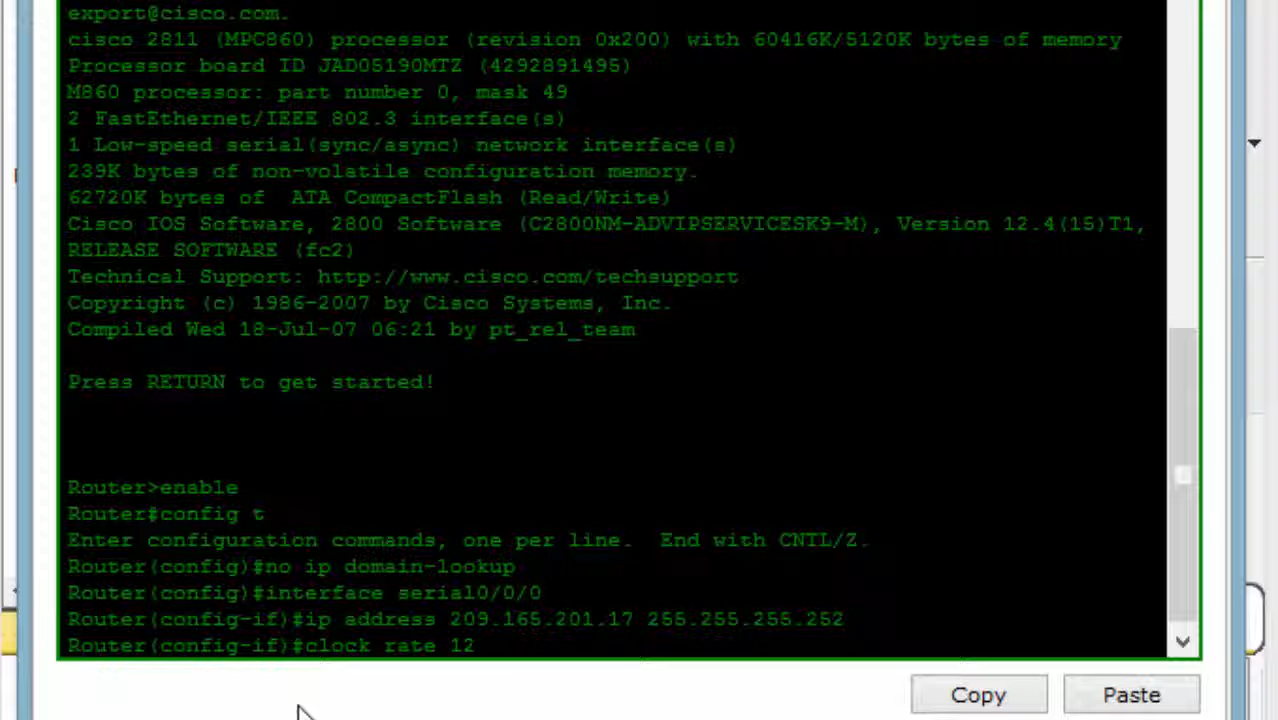 export@cisco.com.
cisco 2811 (MPC860) processor (revision 0x200) with 60416K/5120K bytes of memory
Processor board ID JAD05190MTZ (4292891495)
M860 processor: part number 0, mask 49
2 FastEthernet/IEEE 802.3 interface(s)
1 Low-speed serial(sync/async) network interface(s)
239K bytes of non-volatile configuration memory.
62720K bytes of  ATA CompactFlash (Read/Write)
Cisco IOS Software, 2800 Software (C2800NM-ADVIPSERVICESK9-M), Version 12.4(15)T1,
RELEASE SOFTWARE (fc2)
Technical Support: http://www.cisco.com/techsupport
Copyright (c) 1986-2007 by Cisco Systems, Inc.
Compiled Wed 18-Jul-07 06:21 by pt_rel_team
Press RETURN to get started!
Router>enable
Router#config t
Enter configuration commands, one per line.  End with CNTL/Z.
Router(config)#no ip domain-lookup
Router(config)#interface serial0/0/0
Router(config-if)#ip address 209.165.201.17 255.255.255.252
Router(config-if)#clock rate 12
Copy
Paste